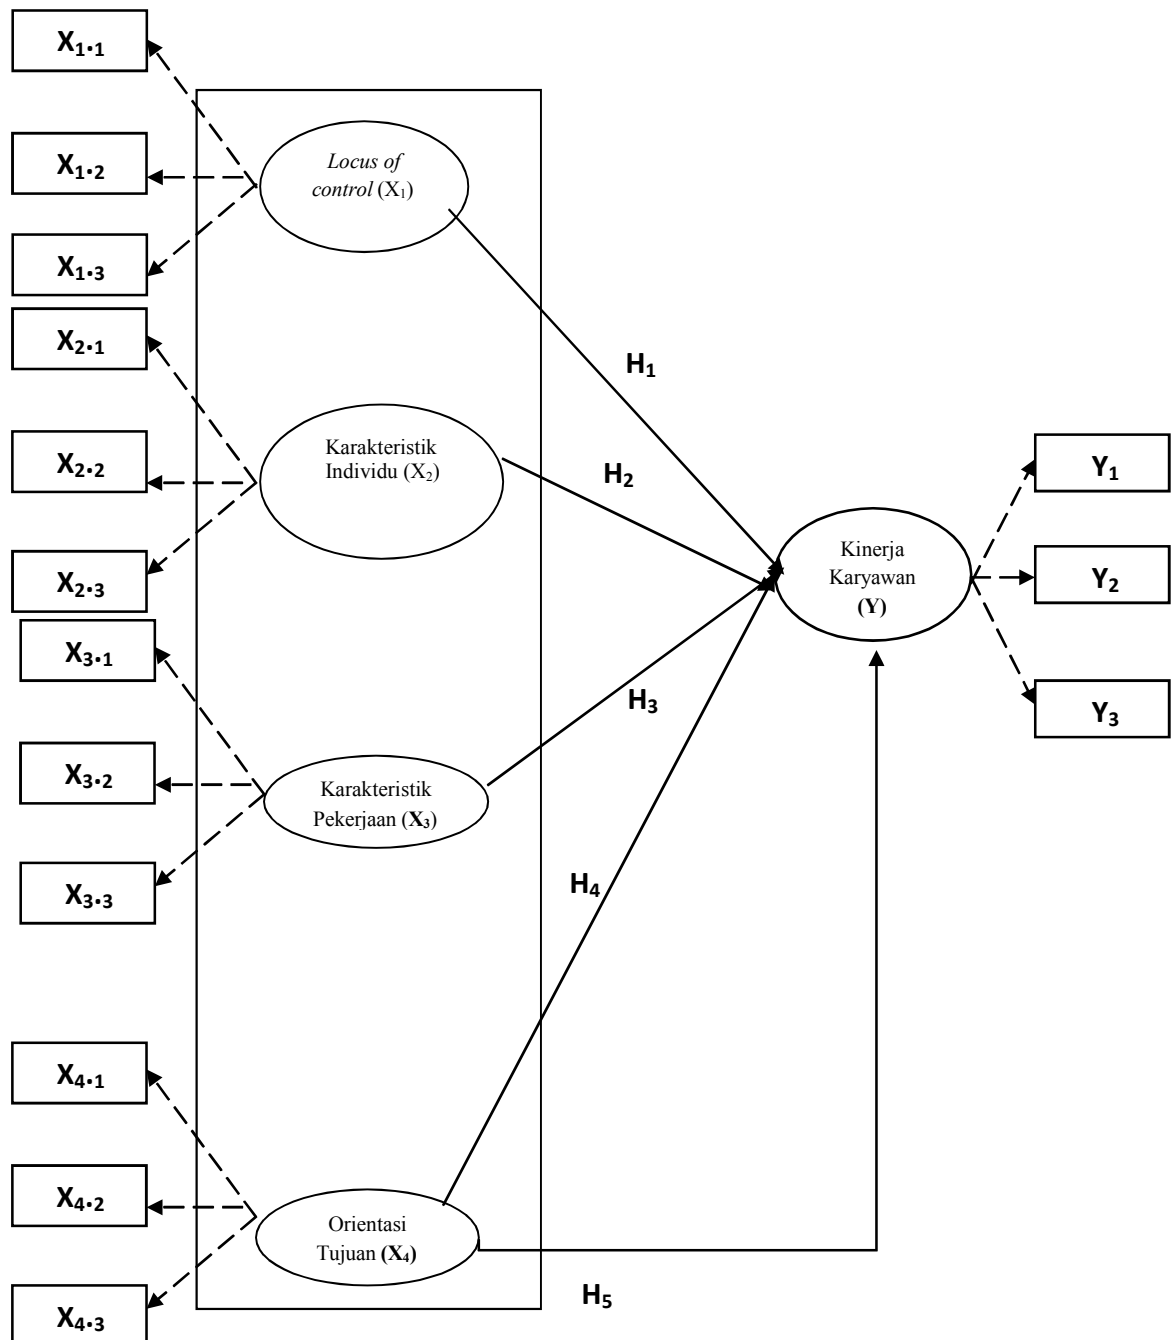 X₁.₁
X₁.₂
X₁.₃
X₂.₁
X₂.₂
X₂.₃
X₃.₁
X₃.₂
X₃.₃
X₄.₁
X₄.₂
X₄.₃
Locus of
control (X₁)
Karakteristik
Individu (X₂)
Karakteristik
Pekerjaan (X₃)
Orientasi
Tujuan (X₄)
H₁
H₂
H₃
H₄
H₅
Kinerja
Karyawan
(Y)
Y₁
Y₂
Y₃